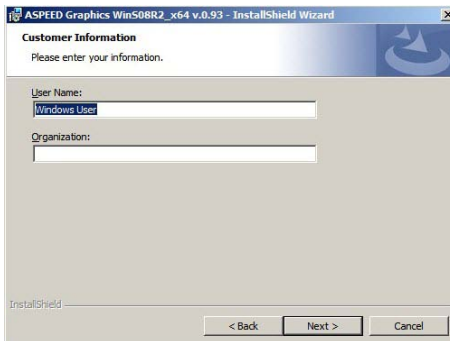 ASPEED Graphics WinS08R2_x64 v.0.93 - InstallShield Wizard
Customer Information
Please enter your information.
User Name:
Windows User
Organization:
InstallShield
< Back Next > Cancel